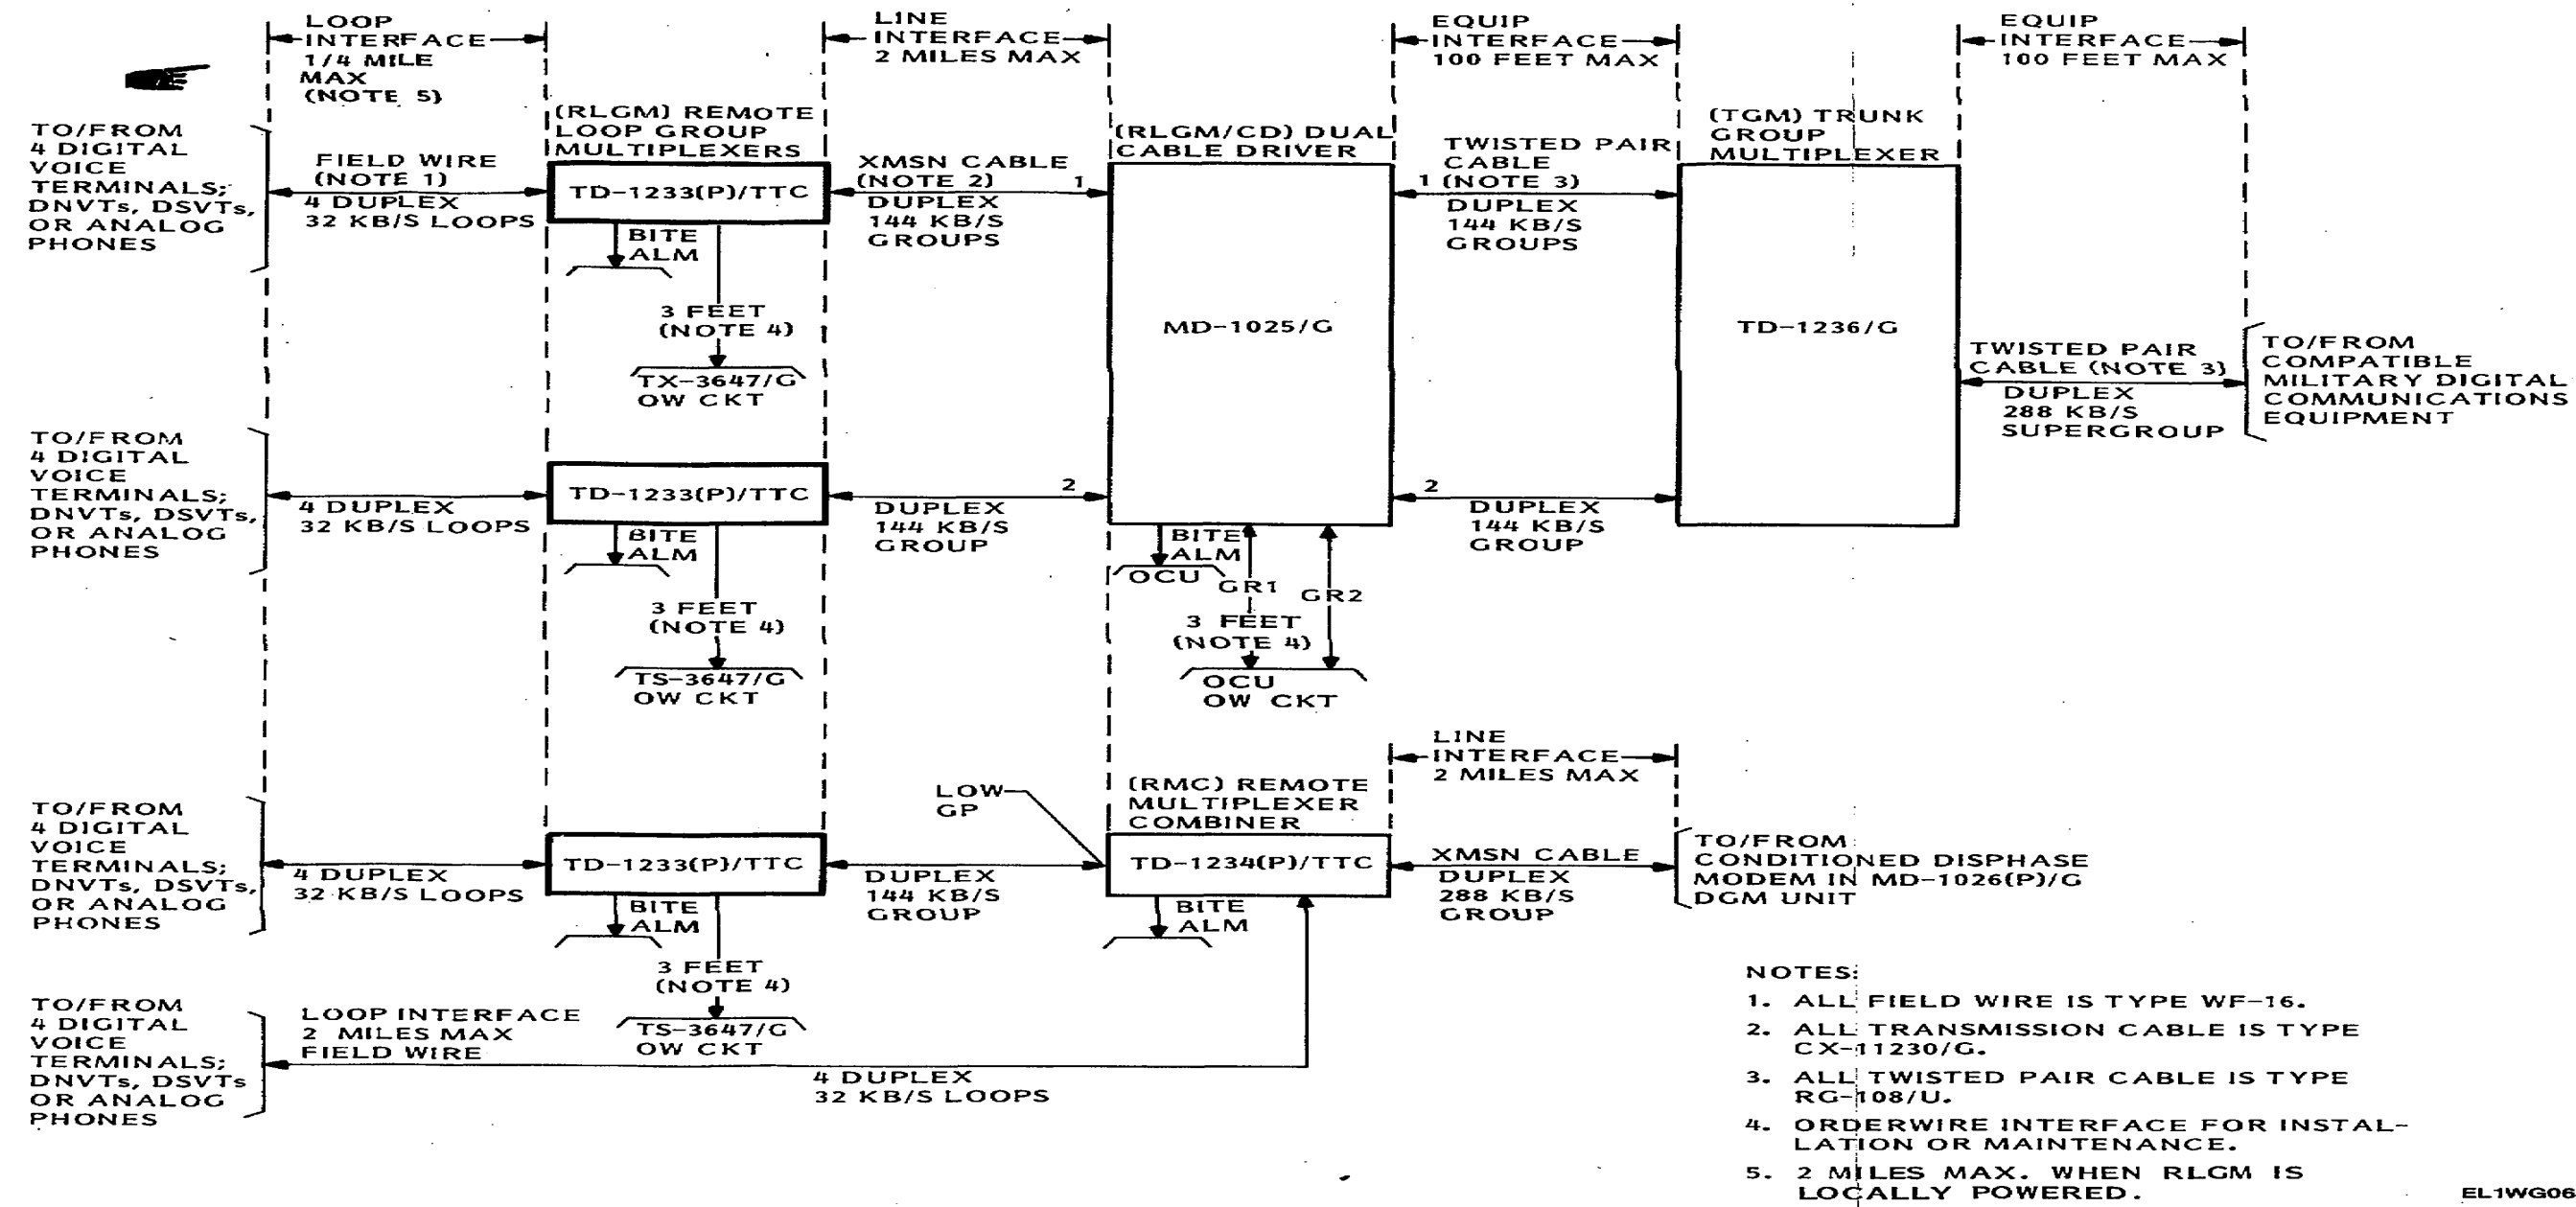 LOOP
INTERFACE
1/4 MILE
MAX
(NOTE 5)
LINE
INTERFACE
2 MILES MAX
EQUIP
INTERFACE
100 FEET MAX
EQUIP
INTERFACE
100 FEET MAX
TO/FROM
4 DIGITAL
VOICE
TERMINALS;
DNVTs, DSVTs,
OR ANALOG
PHONES
FIELD WIRE
(NOTE 1)
4 DUPLEX
32 KB/S LOOPS
(RLGM) REMOTE
LOOP GROUP
MULTIPLEXERS
TD-1233(P)/TTC
BITE
ALM
3 FEET
(NOTE 4)
TX-3647/G
OW CKT
XMSN CABLE
(NOTE 2)
1
DUPLEX
144 KB/S
GROUPS
(RLGM/CD) DUAL
CABLE DRIVER
MD-1025/G
TWISTED PAIR
CABLE
1 (NOTE 3)
DUPLEX
144 KB/S
GROUPS
(TGM) TRUNK
GROUP
MULTIPLEXER
TD-1236/G
TWISTED PAIR
CABLE (NOTE 3)
DUPLEX
288 KB/S
SUPERGROUP
TO/FROM
COMPATIBLE
MILITARY DIGITAL
COMMUNICATIONS
EQUIPMENT
TO/FROM
4 DIGITAL
VOICE
TERMINALS;
DNVTs, DSVTs,
OR ANALOG
PHONES
4 DUPLEX
32 KB/S LOOPS
TD-1233(P)/TTC
BITE
ALM
3 FEET
(NOTE 4)
TS-3647/G
OW CKT
2
DUPLEX
144 KB/S
GROUP
BITE
ALM
OCU
GR1
GR2
3 FEET
(NOTE 4)
OCU
OW CKT
2
DUPLEX
144 KB/S
GROUP
TO/FROM
4 DIGITAL
VOICE
TERMINALS;
DNVTs, DSVTs,
OR ANALOG
PHONES
4 DUPLEX
32 KB/S LOOPS
TD-1233(P)/TTC
BITE
ALM
3 FEET
(NOTE 4)
TS-3647/G
OW CKT
LOW
GP
DUPLEX
144 KB/S
GROUP
(RMC) REMOTE
MULTIPLEXER
COMBINER
TD-1234(P)/TTC
BITE
ALM
LINE
INTERFACE
2 MILES MAX
XMSN CABLE
DUPLEX
288 KB/S
GROUP
TO/FROM
CONDITIONED DISPHASE
MODEM IN MD-1026(P)/G
DGM UNIT
TO/FROM
4 DIGITAL
VOICE
TERMINALS;
DNVTs, DSVTs
OR ANALOG
PHONES
LOOP INTERFACE
2 MILES MAX
FIELD WIRE
4 DUPLEX
32 KB/S LOOPS
NOTES:
1. ALL FIELD WIRE IS TYPE WF-16.
2. ALL TRANSMISSION CABLE IS TYPE
CX-11230/G.
3. ALL TWISTED PAIR CABLE IS TYPE
RG-108/U.
4. ORDERWIRE INTERFACE FOR INSTAL-
LATION OR MAINTENANCE.
5. 2 MILES MAX. WHEN RLGM IS
LOCALLY POWERED.
EL1WG06